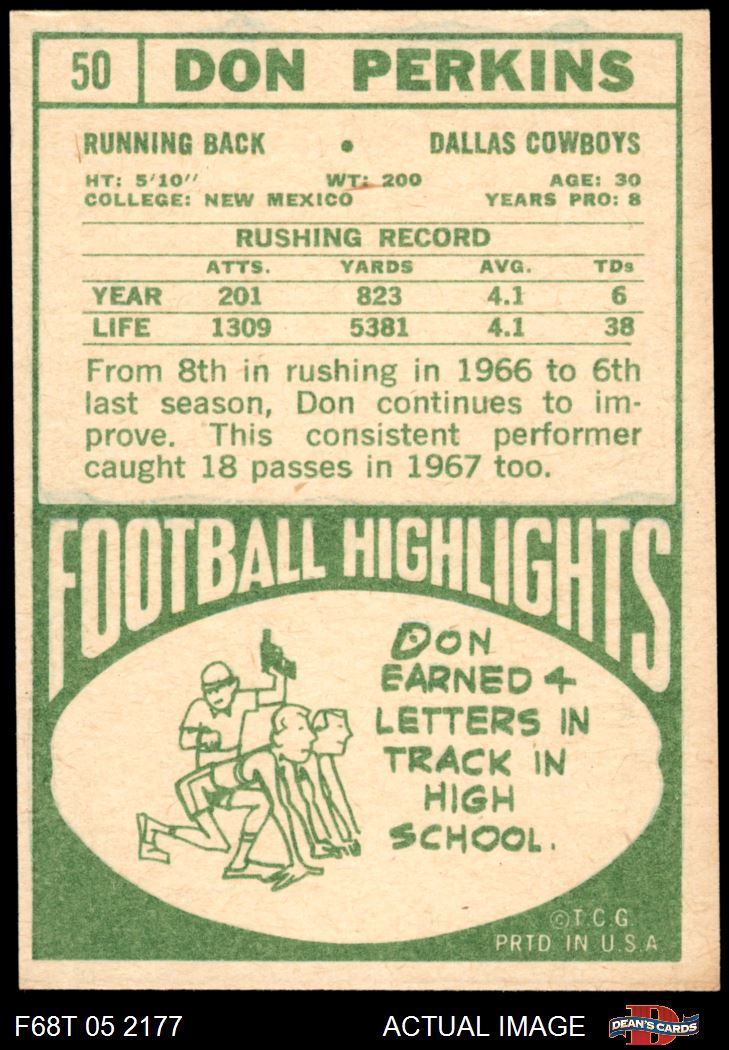 50 DON PERKINS
RUNNING BACK • DALLAS COWBOYS
HT: 5'10" WT: 200 AGE: 30
COLLEGE: NEW MEXICO YEARS PRO: 8
RUSHING RECORD
ATTS. YARDS AVG. TDs
YEAR 201 823 4.1 6
LIFE 1309 5381 4.1 38
From 8th in rushing in 1966 to 6th
last season, Don continues to im-
prove. This consistent performer
caught 18 passes in 1967 too.
FOOTBALL HIGHLIGHTS
DON
EARNED 4
LETTERS IN
TRACK IN
HIGH
SCHOOL.
©T.C.G.
PRTD IN U.S.A
F68T 05 2177 ACTUAL IMAGE D DEAN'S CARDS